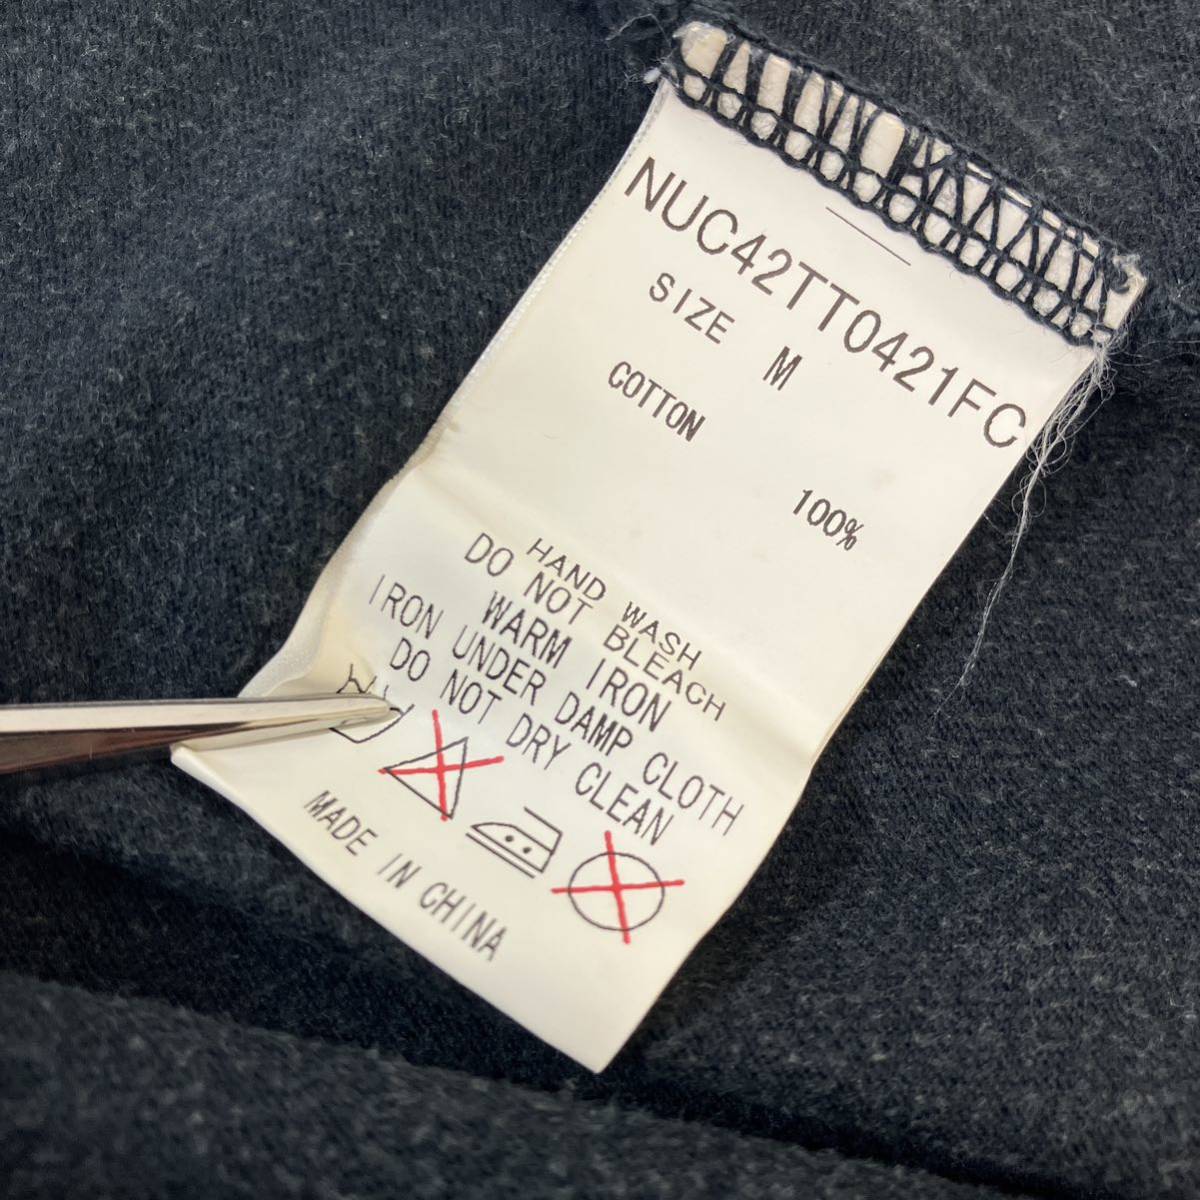 NUC42TT0421FC
SIZE M
COTTON 100%
HAND WASH
DO NOT BLEACH
WARM IRON
IRON UNDER DAMP CLOTH
DO NOT DRY CLEAN
MADE IN CHINA